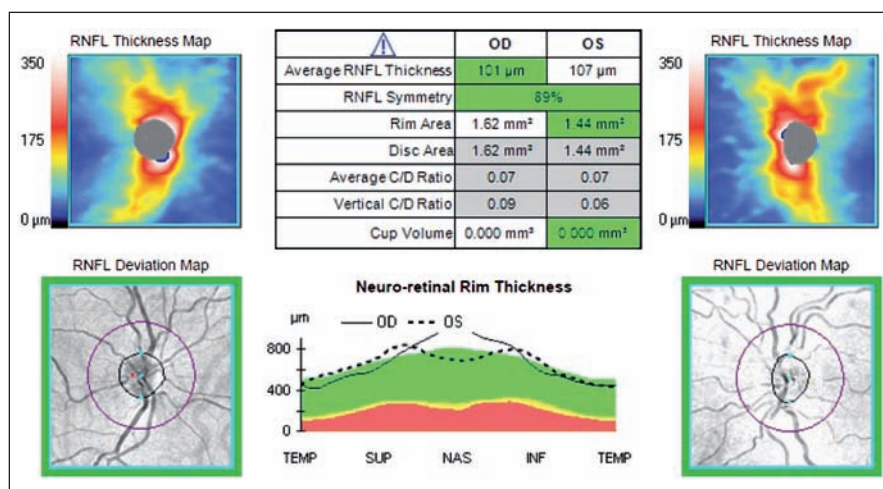 RNFL Thickness Map
350
175
0 µm
OD OS
Average RNFL Thickness 101 µm 107 µm
RNFL Symmetry 89%
Rim Area 1.62 mm² 1.44 mm²
Disc Area 1.62 mm² 1.44 mm²
Average C/D Ratio 0.07 0.07
Vertical C/D Ratio 0.09 0.06
Cup Volume 0.000 mm³ 0.000 mm³
RNFL Thickness Map
350
175
0 µm
RNFL Deviation Map
Neuro-retinal Rim Thickness
µm OD OS
800
400
0
TEMP SUP NAS INF TEMP
RNFL Deviation Map